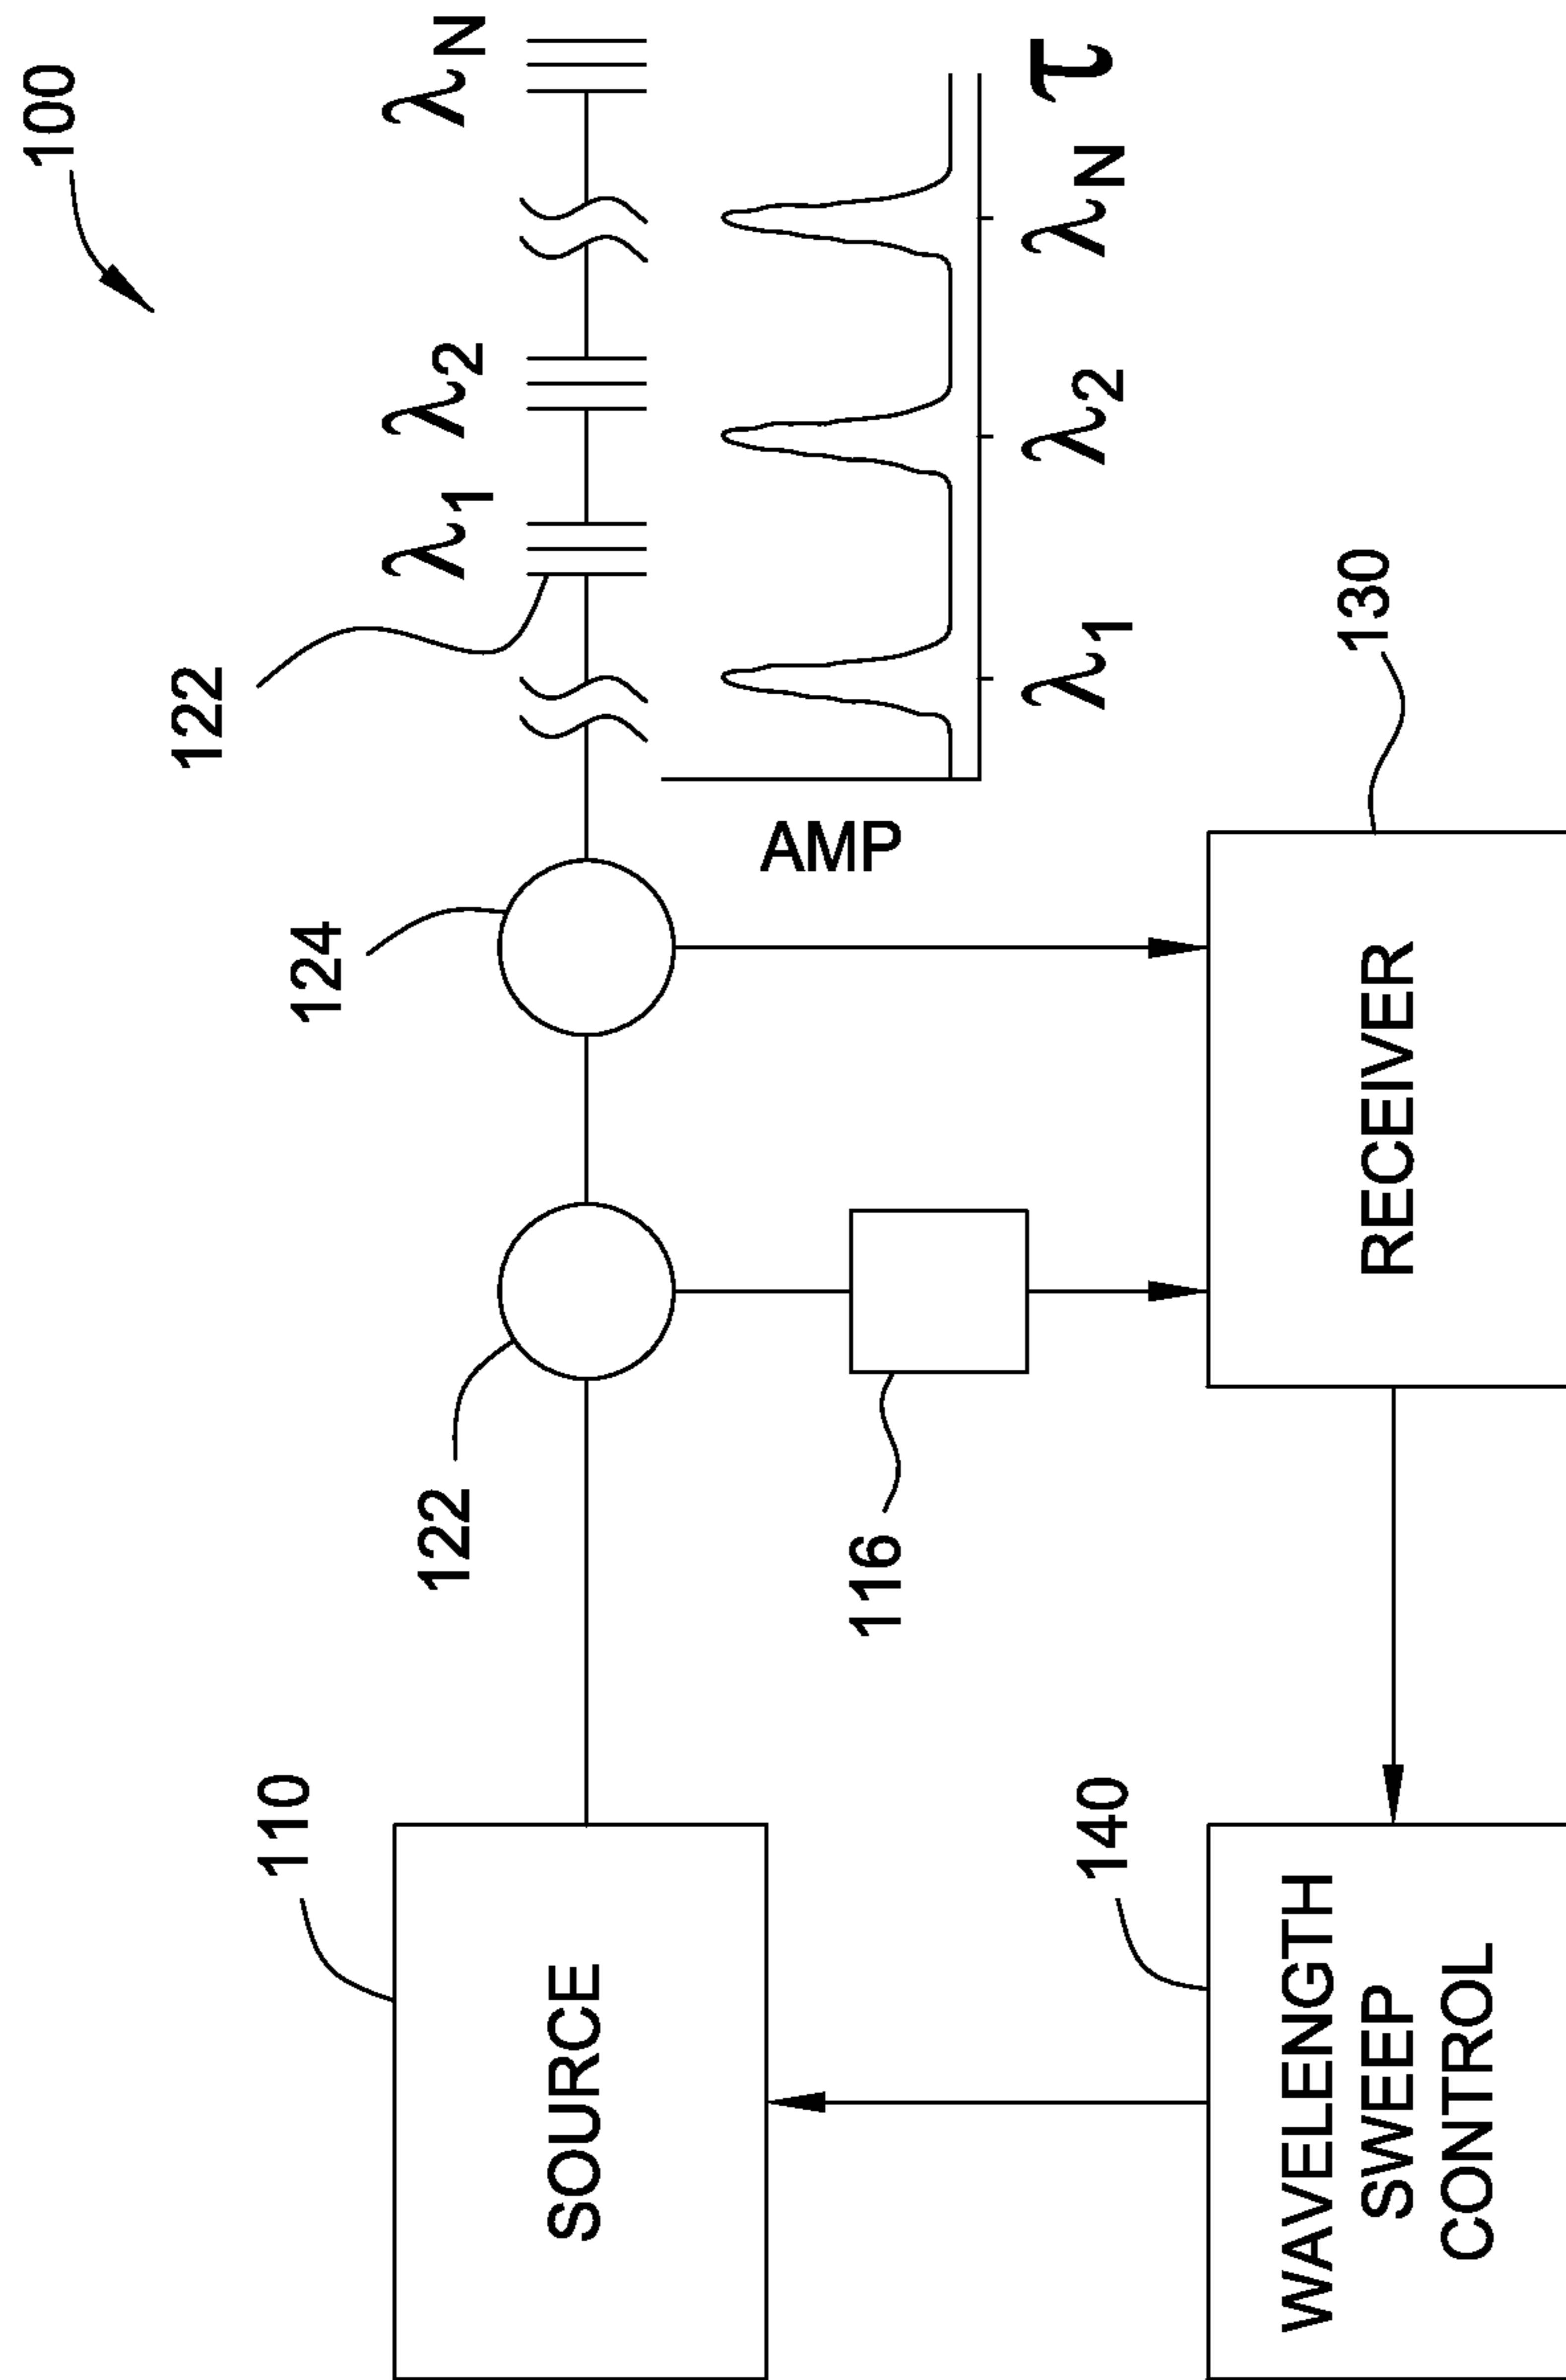 100
λ1 λ2 λN
122
124
122
110
SOURCE
AMP
λ1 λ2 λN τ
116
140
130
WAVELENGTH
SWEEP
CONTROL
RECEIVER